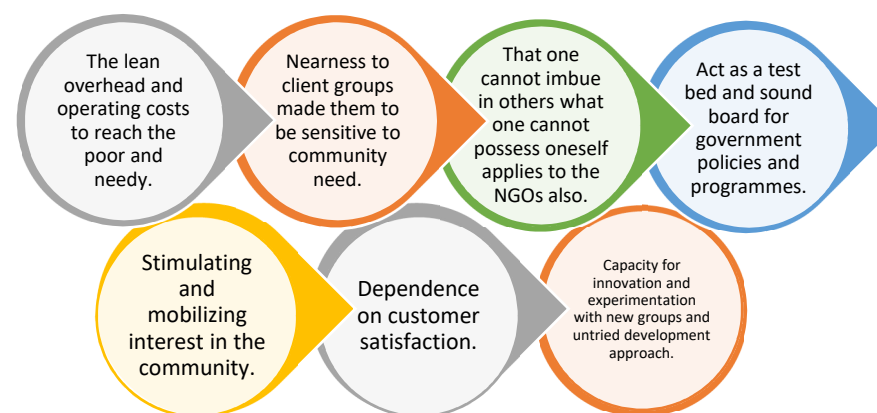 The lean
overhead and
operating costs
to reach the
poor and
needy.
Nearness to
client groups
made them to
be sensitive to
community
need.
That one
cannot imbue
in others what
one cannot
possess oneself
applies to the
NGOs also.
Act as a test
bed and sound
board for
government
policies and
programmes.
Stimulating
and
mobilizing
interest in the
community.
Dependence
on customer
satisfaction.
Capacity for
innovation and
experimentation
with new groups and
untried development
approach.